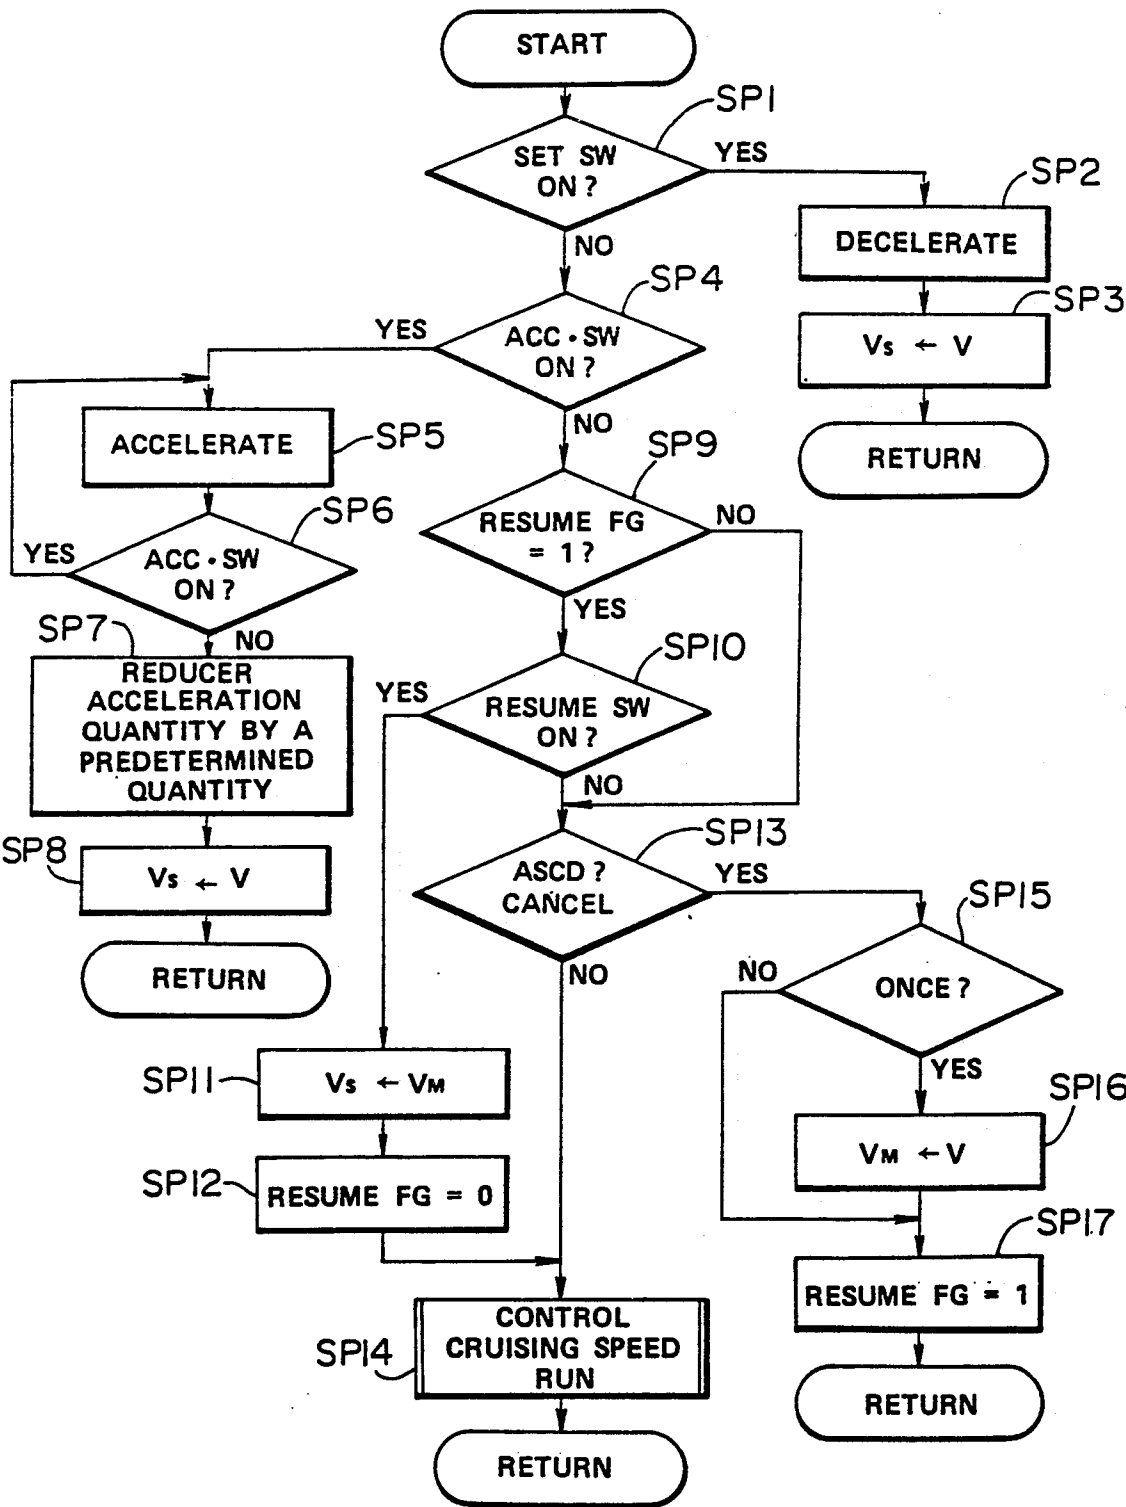 START
SP1
SET SW
ON?
YES
NO
SP2
DECELERATE
SP3
Vs ← V
RETURN
SP4
ACC・SW
ON?
YES
NO
ACCELERATE
SP5
SP6
ACC・SW
ON?
YES
NO
SP7
REDUCER
ACCELERATION
QUANTITY BY A
PREDETERMINED
QUANTITY
SP8
Vs ← V
RETURN
SP9
RESUME FG
= 1?
NO
YES
SP10
RESUME SW
ON?
YES
NO
SP11
Vs ← VM
SP12
RESUME FG = 0
SP13
ASCD?
CANCEL
YES
NO
SP14
CONTROL
CRUISING SPEED
RUN
RETURN
SP15
ONCE?
NO
YES
SP16
VM ← V
SP17
RESUME FG = 1
RETURN